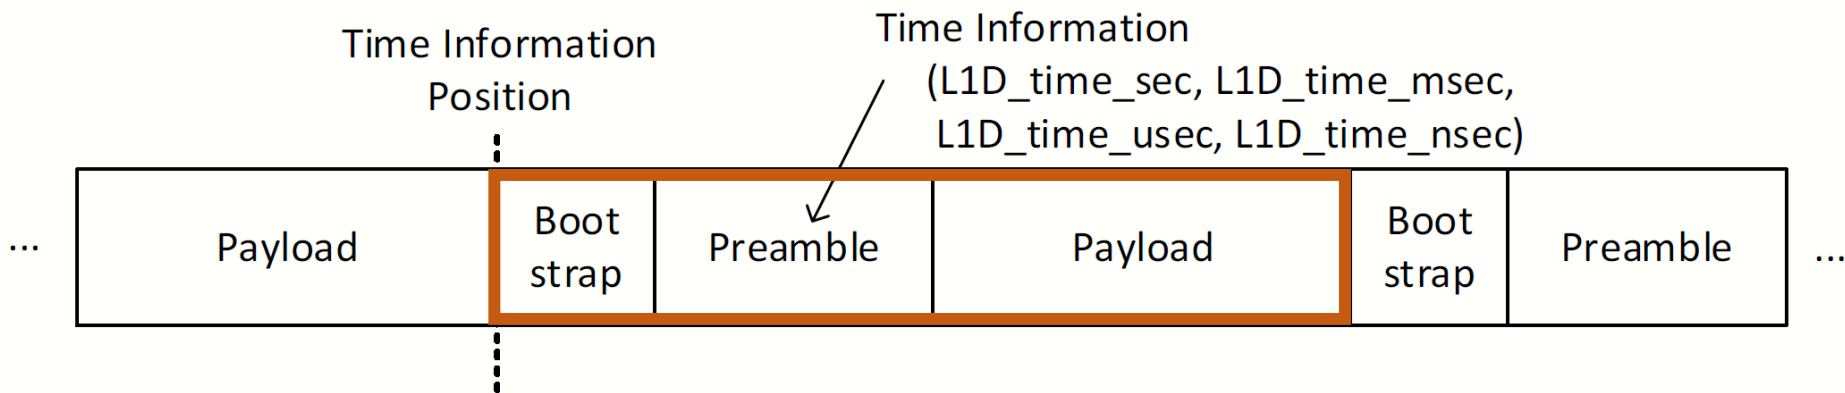 Time Information
Position
Time Information
(L1D_time_sec, L1D_time_msec,
L1D_time_usec, L1D_time_nsec)
...
Payload
Boot
strap
Preamble
Payload
Boot
strap
Preamble
...